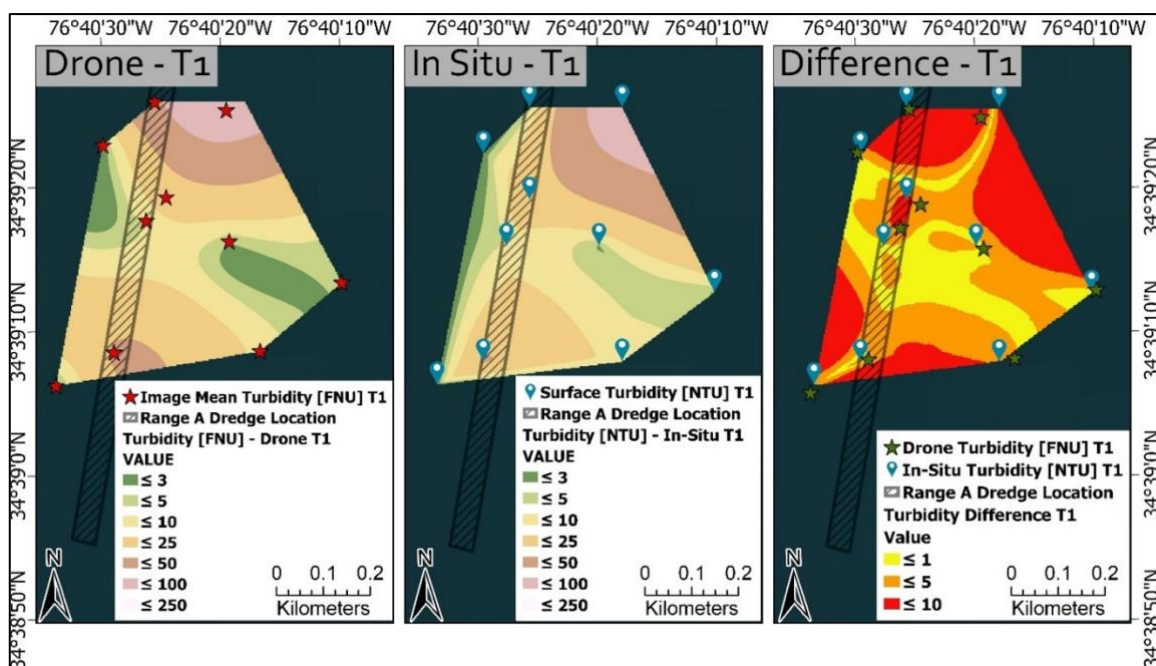 76°40'30"W 76°40'20"W 76°40'10"W 76°40'30"W 76°40'20"W 76°40'10"W 76°40'30"W 76°40'20"W 76°40'10"W
Drone - T1
In Situ - T1
Difference - T1
34°39'20"N
34°39'10"N
34°39'0"N
34°38'50"N
★Image Mean Turbidity [FNU] T1
Range A Dredge Location
Turbidity [FNU] - Drone T1
VALUE
≤ 3
≤ 5
≤ 10
≤ 25
≤ 50
≤ 100
≤ 250
N
0 0.1 0.2
Kilometers
Surface Turbidity [NTU] T1
Range A Dredge Location
Turbidity [NTU] - In-Situ T1
VALUE
≤ 3
≤ 5
≤ 10
≤ 25
≤ 50
≤ 100
≤ 250
N
0 0.1 0.2
Kilometers
Drone Turbidity [FNU] T1
In-Situ Turbidity [NTU] T1
Range A Dredge Location
Turbidity Difference T1
Value
≤ 1
≤ 5
≤ 10
N
0 0.1 0.2
Kilometers
34°39'20"N
34°39'10"N
34°39'0"N
34°38'50"N